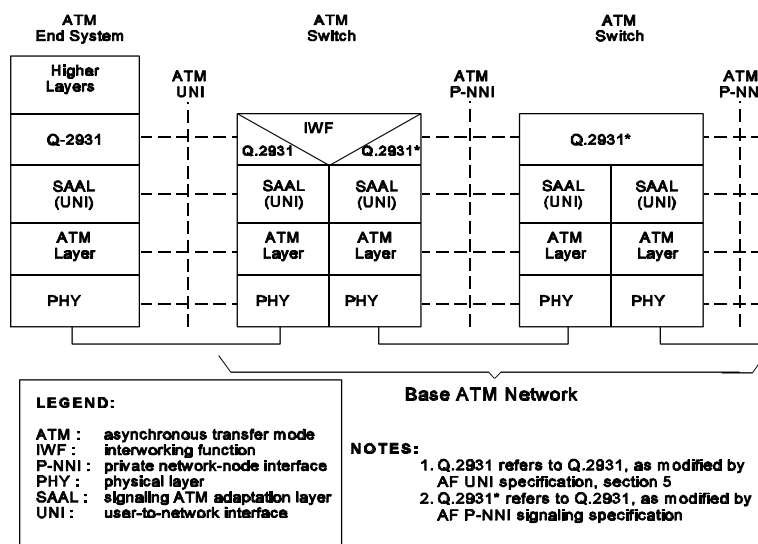 ATM
End System
ATM
Switch
ATM
Switch
Higher
Layers
ATM
UNI
ATM
P-NNI
ATM
P-NNI
Q-2931
IWF
Q.2931
Q.2931*
Q.2931*
SAAL
(UNI)
SAAL
(UNI)
SAAL
(UNI)
SAAL
(UNI)
SAAL
(UNI)
ATM
Layer
ATM
Layer
ATM
Layer
ATM
Layer
ATM
Layer
PHY
PHY
PHY
PHY
PHY
Base ATM Network
LEGEND:
ATM : asynchronous transfer mode
IWF : interworking function
P-NNI : private network-node interface
PHY : physical layer
SAAL : signaling ATM adaptation layer
UNI : user-to-network interface
NOTES:
1. Q.2931 refers to Q.2931, as modified by
AF UNI specification, section 5
2. Q.2931* refers to Q.2931, as modified by
AF P-NNI signaling specification